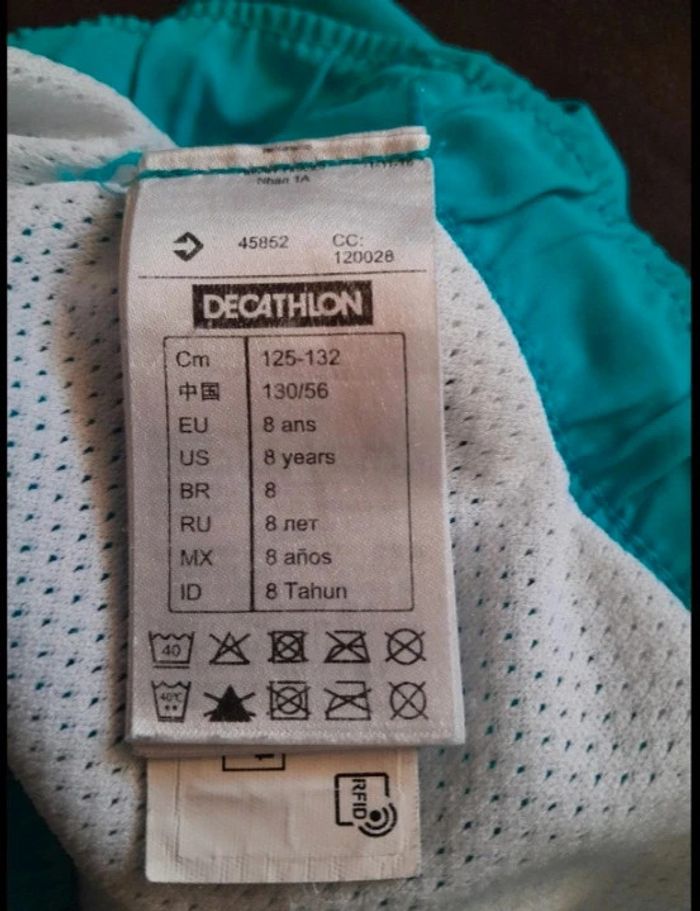 Nhan 1A
45852 CC:
120028
DECATHLON
Cm 125-132
中国 130/56
EU 8 ans
US 8 years
BR 8
RU 8 лет
MX 8 años
ID 8 Tahun
40
40°C
RFID